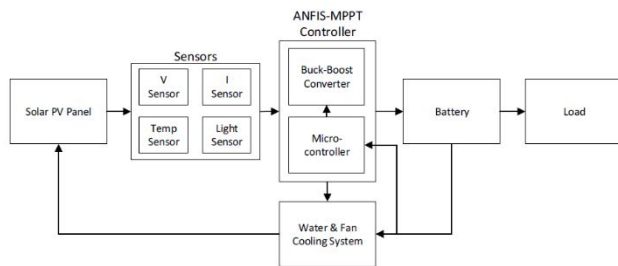 ANFIS-MPPT
Controller
Sensors
V
Sensor
I
Sensor
Buck-Boost
Converter
Solar PV Panel
Battery
Load
Temp
Sensor
Light
Sensor
Micro-
controller
Water & Fan
Cooling System